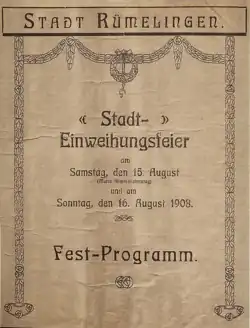 STADT RÜMELINGEN.
« Stadt- »
Einweihungsfeier
am
Samstag, den 15. August
und am
Sonntag, den 16. August 1908.
Fest-Programm.